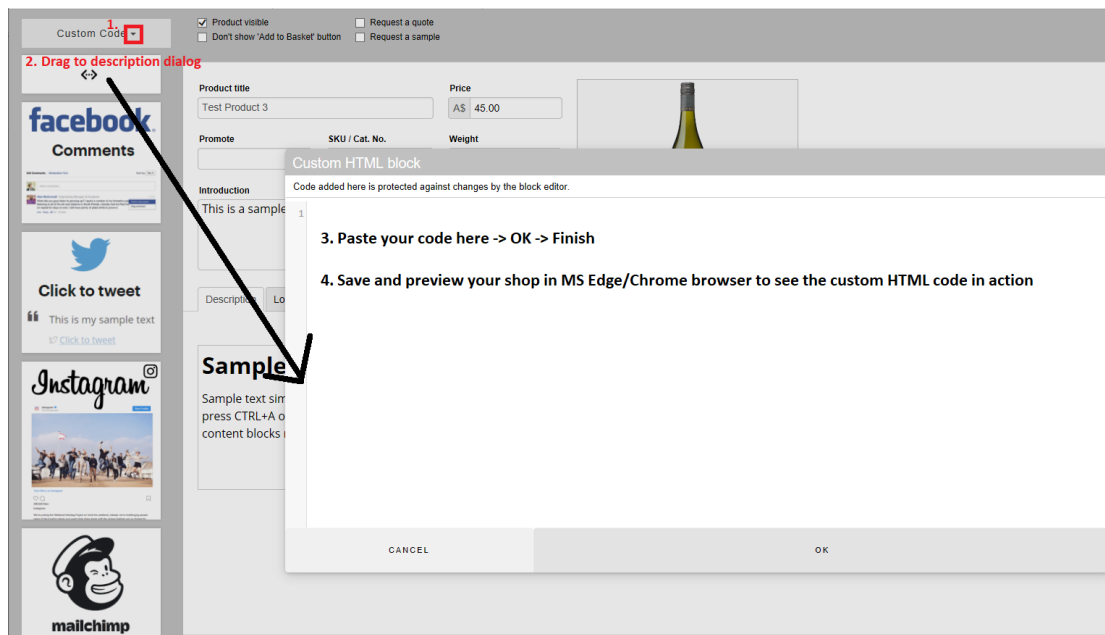 1.
Custom Code
2. Drag to description dialog
Product visible
Request a quote
Don't show 'Add to Basket' button
Request a sample
Product title
Price
Test Product 3
A$ 45.00
Promote
SKU / Cat. No.
Weight
Introduction
This is a sample
Description
Lo
Sample
Sample text sim
press CTRL+A o
content blocks
Custom HTML block
Code added here is protected against changes by the block editor.
1
3. Paste your code here -> OK -> Finish
4. Save and preview your shop in MS Edge/Chrome browser to see the custom HTML code in action
CANCEL
OK
facebook.
Comments
Click to tweet
This is my sample text
Click to tweet
Instagram
mailchimp